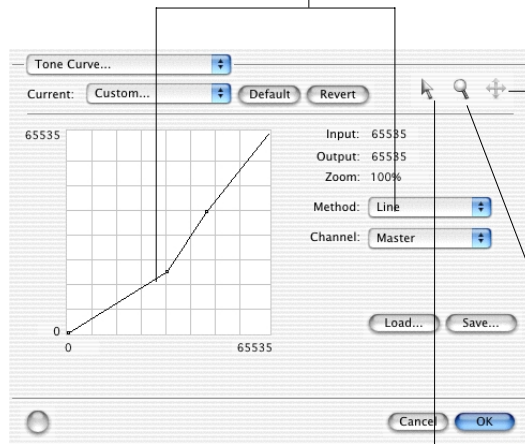 Tone Curve...
Current: Custom... Default Revert
65535
Input: 65535
Output: 65535
Zoom: 100%
Method: Line
Channel: Master
Load... Save...
0
0 65535
Cancel OK